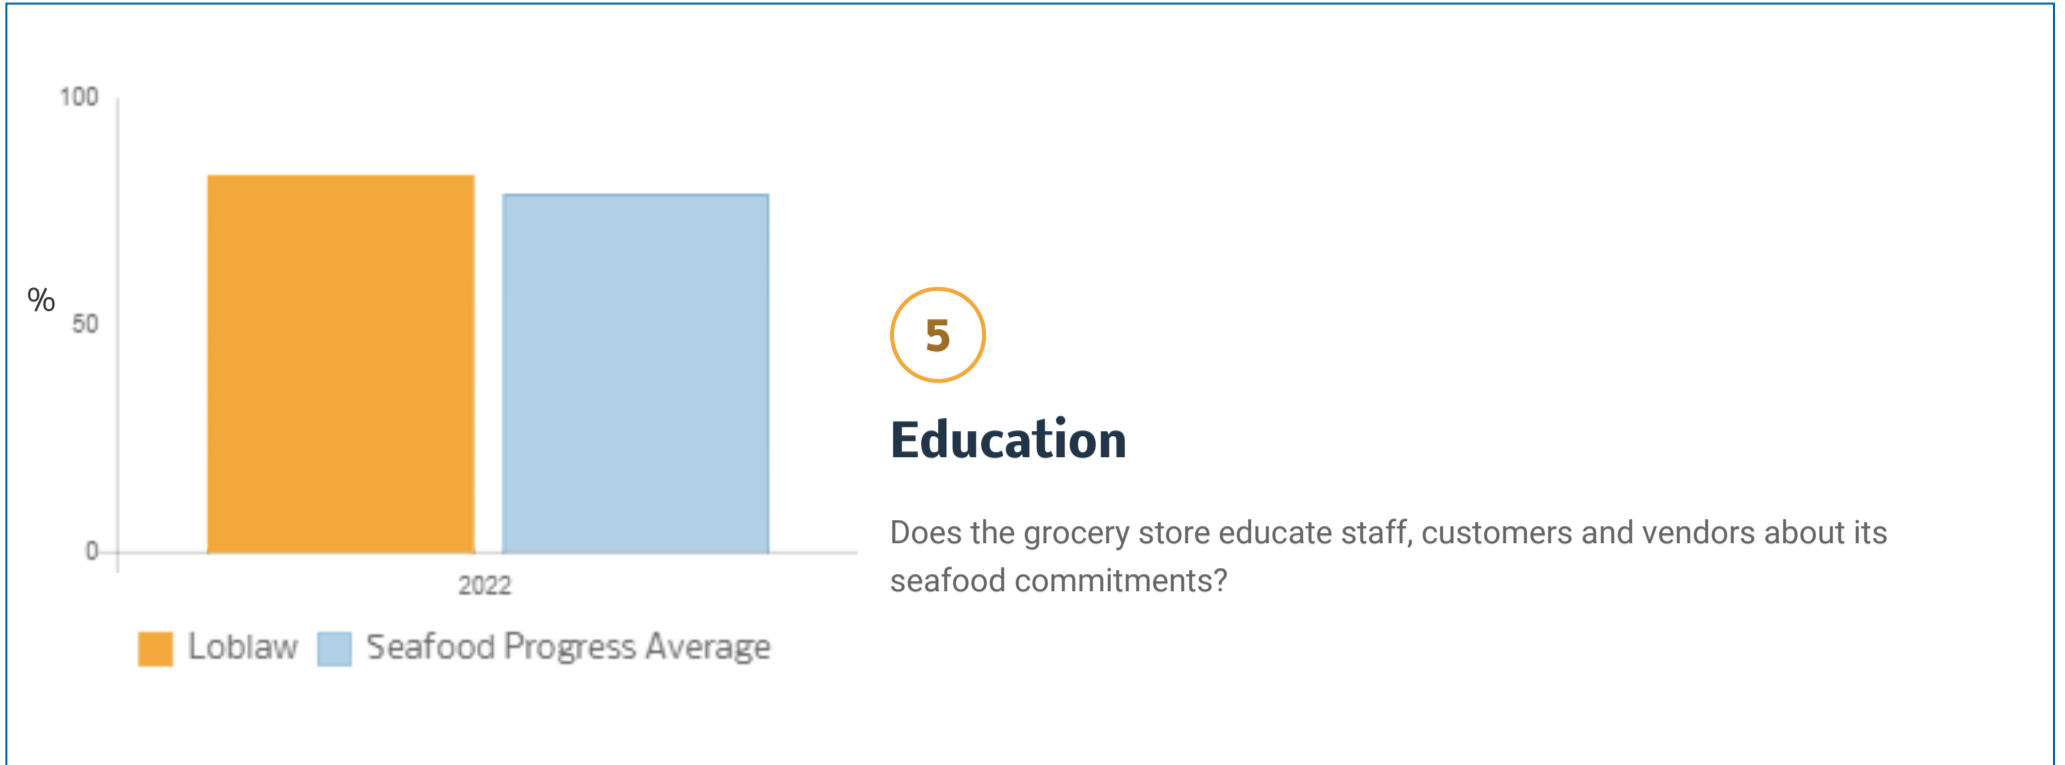 100
%
50
0
2022
Loblaw
Seafood Progress Average
5
Education
Does the grocery store educate staff, customers and vendors about its
seafood commitments?